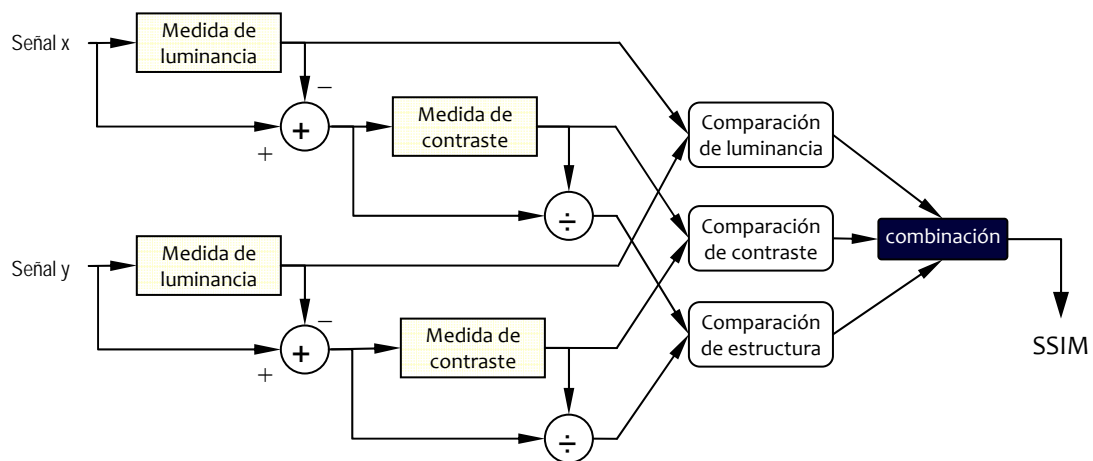 Señal x
Medida de
luminancia
−
+
+
Medida de
contraste
÷
Comparación
de luminancia
Comparación
de contraste
Comparación
de estructura
combinación
SSIM
Señal y
Medida de
luminancia
−
+
+
Medida de
contraste
÷